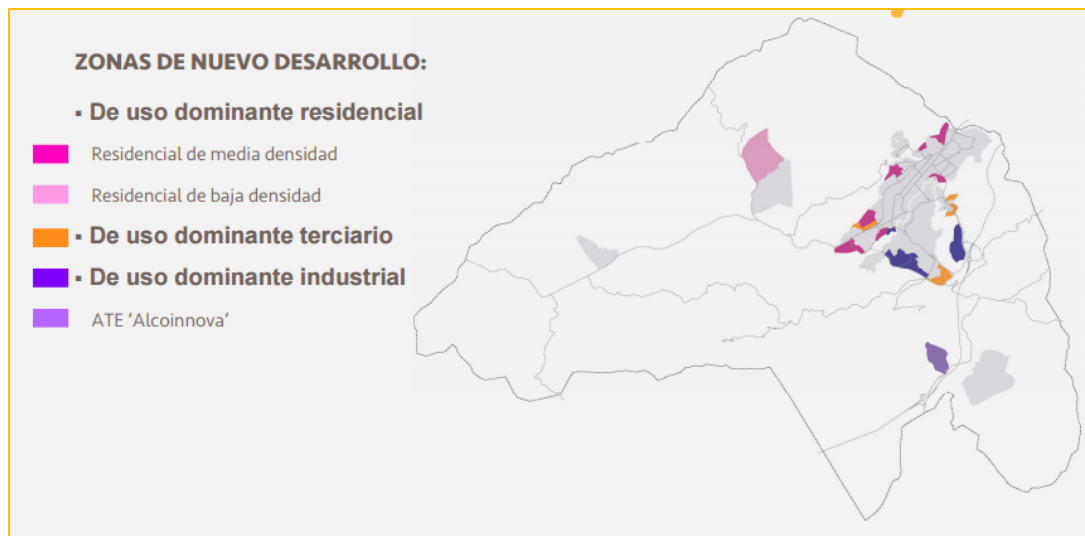 ZONAS DE NUEVO DESARROLLO:
▪ De uso dominante residencial
Residencial de media densidad
Residencial de baja densidad
▪ De uso dominante terciario
▪ De uso dominante industrial
ATE ‘Alcoinnova’